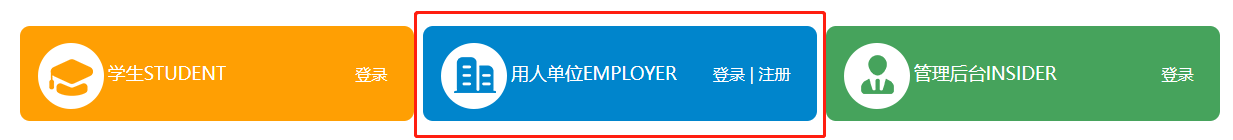 学生STUDENT 登录
用人单位EMPLOYER 登录 | 注册
管理后台INSIDER 登录